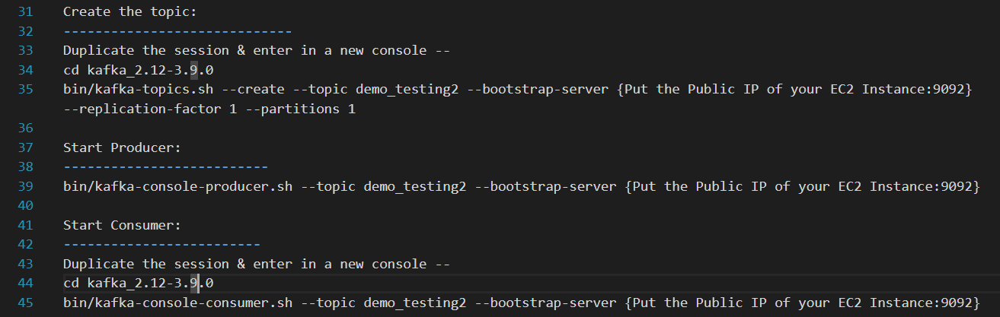 31 Create the topic:
32 -----------------------------
33 Duplicate the session & enter in a new console --
34 cd kafka_2.12-3.9.0
35 bin/kafka-topics.sh --create --topic demo_testing2 --bootstrap-server {Put the Public IP of your EC2 Instance:9092}
--replication-factor 1 --partitions 1
36
37 Start Producer:
38 --------------------------
39 bin/kafka-console-producer.sh --topic demo_testing2 --bootstrap-server {Put the Public IP of your EC2 Instance:9092}
40
41 Start Consumer:
42 -------------------------
43 Duplicate the session & enter in a new console --
44 cd kafka_2.12-3.9.0
45 bin/kafka-console-consumer.sh --topic demo_testing2 --bootstrap-server {Put the Public IP of your EC2 Instance:9092}